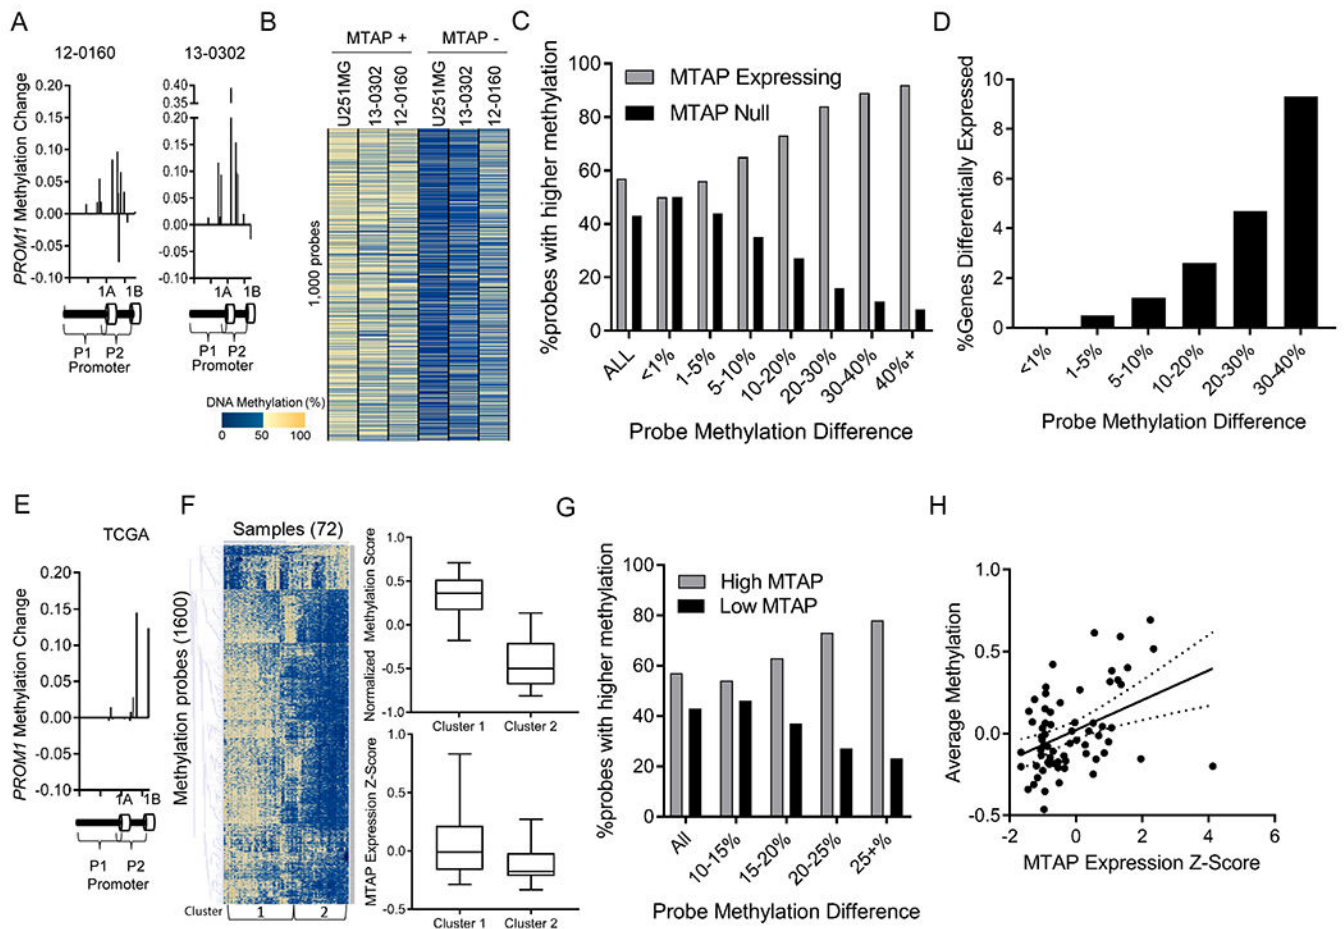 A
12-0160
13-0302
PROM1 Methylation Change
0.20
0.15
0.10
0.05
0.00
-0.05
-0.10
1A
1B
P1
P2
Promoter
0.40
0.35
0.20
0.15
0.10
0.05
0.00
-0.05
-0.10
1A
1B
P1
P2
Promoter
B
MTAP +
MTAP -
U251MG
13-0302
12-0160
U251MG
13-0302
12-0160
1,000 probes
DNA Methylation (%)
0
50
100
C
%probes with higher methylation
100
80
60
40
20
0
MTAP Expressing
MTAP Null
ALL
<1%
1-5%
5-10%
10-20%
20-30%
30-40%
40%+
Probe Methylation Difference
D
%Genes Differentially Expressed
10
8
6
4
2
0
<1%
1-5%
5-10%
10-20%
20-30%
30-40%
Probe Methylation Difference
E
TCGA
PROM1 Methylation Change
0.20
0.15
0.10
0.05
0.00
-0.05
-0.10
1A
1B
P1
P2
Promoter
F
Samples (72)
Methylation probes (1600)
Cluster
1
2
Normalized Methylation Score
1.0
0.5
0.0
-0.5
-1.0
Cluster 1
Cluster 2
MTAP Expression Z-Score
1.0
0.5
0.0
-0.5
Cluster 1
Cluster 2
G
%probes with higher methylation
100
80
60
40
20
0
High MTAP
Low MTAP
All
10-15%
15-20%
20-25%
25+%
Probe Methylation Difference
H
Average Methylation
1.0
0.5
0.0
-0.5
-2
0
2
4
6
MTAP Expression Z-Score